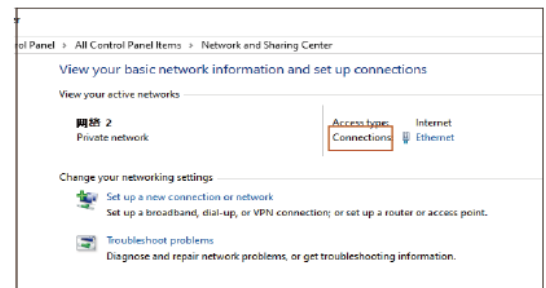 ol Panel > All Control Panel Items > Network and Sharing Center
View your basic network information and set up connections
View your active networks
网络 2
Private network
Access type: Internet
Connections: Ethernet
Change your networking settings
Set up a new connection or network
Set up a broadband, dial-up, or VPN connection; or set up a router or access point.
Troubleshoot problems
Diagnose and repair network problems, or get troubleshooting information.